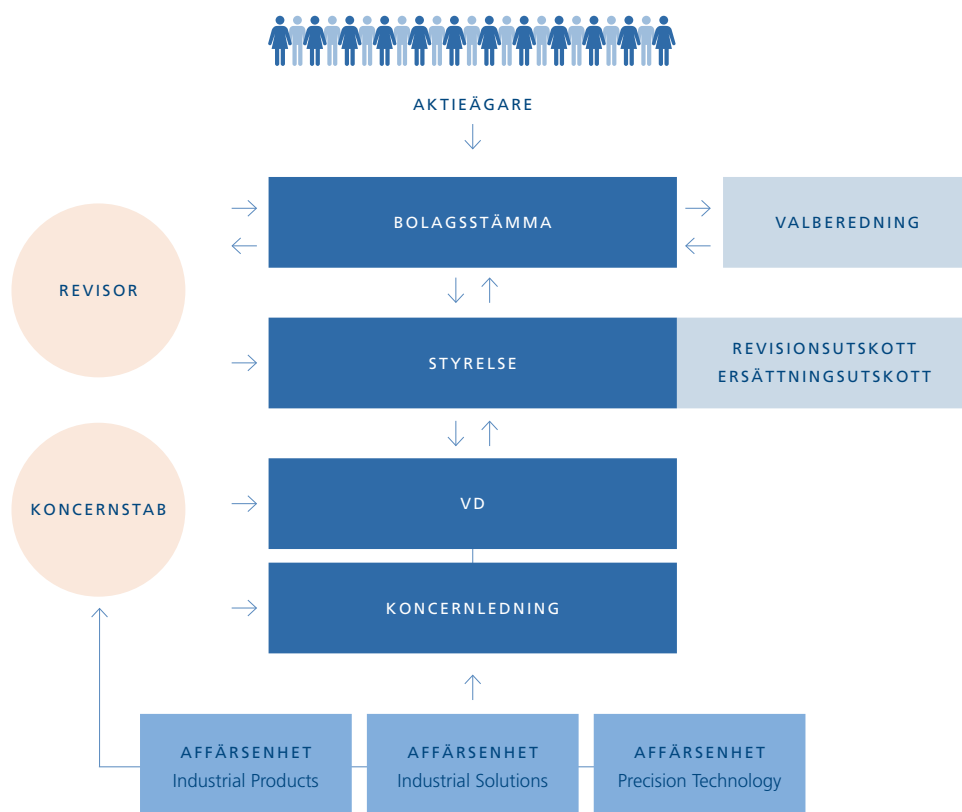 AKTIEÄGARE
BOLAGSSTÄMMA
VALBEREDNING
REVISOR
STYRELSE
REVISIONSUTSKOTT
ERSÄTTNINGSUTSKOTT
KONCERNSTAB
VD
KONCERNLEDNING
AFFÄRSENHET
Industrial Products
AFFÄRSENHET
Industrial Solutions
AFFÄRSENHET
Precision Technology